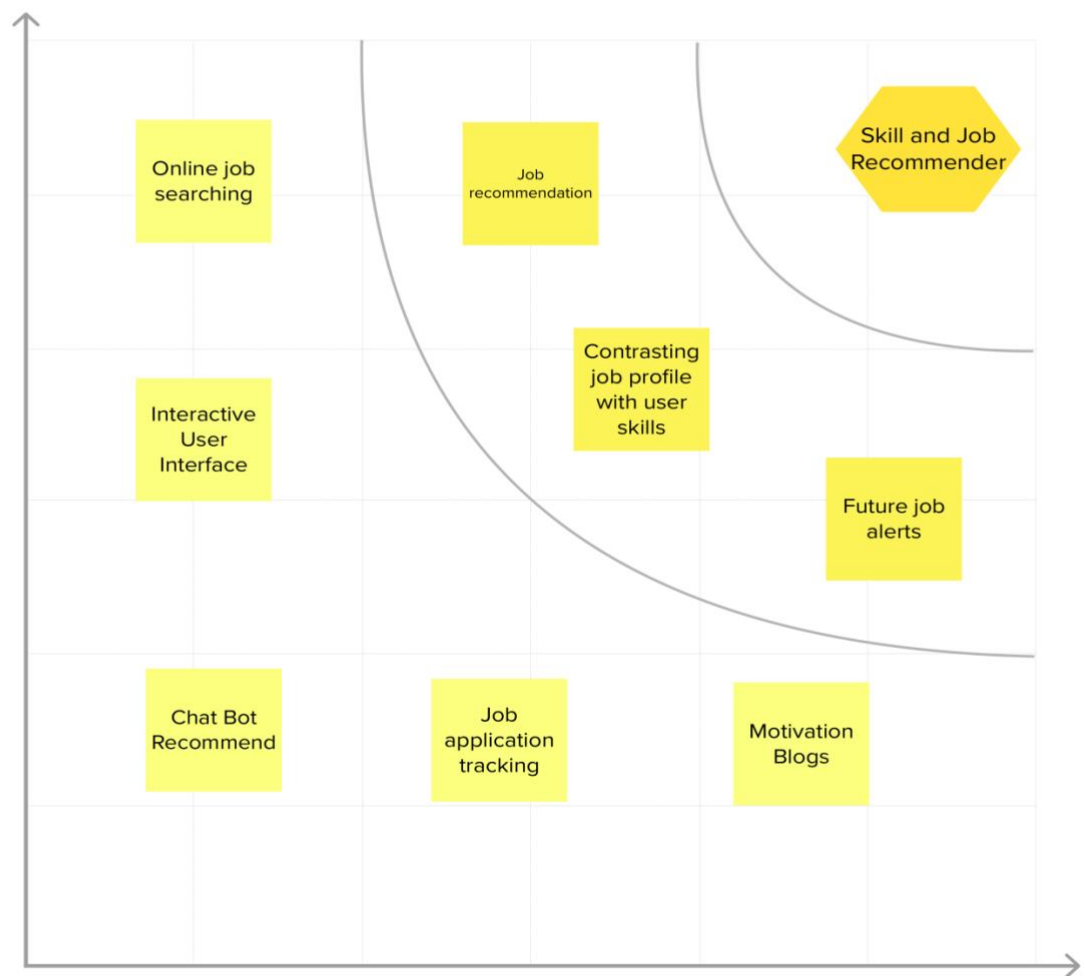 Online job
searching
Job
recommendation
Skill and Job
Recommender
Contrasting
job profile
with user
skills
Interactive
User
Interface
Future job
alerts
Chat Bot
Recommend
Job
application
tracking
Motivation
Blogs